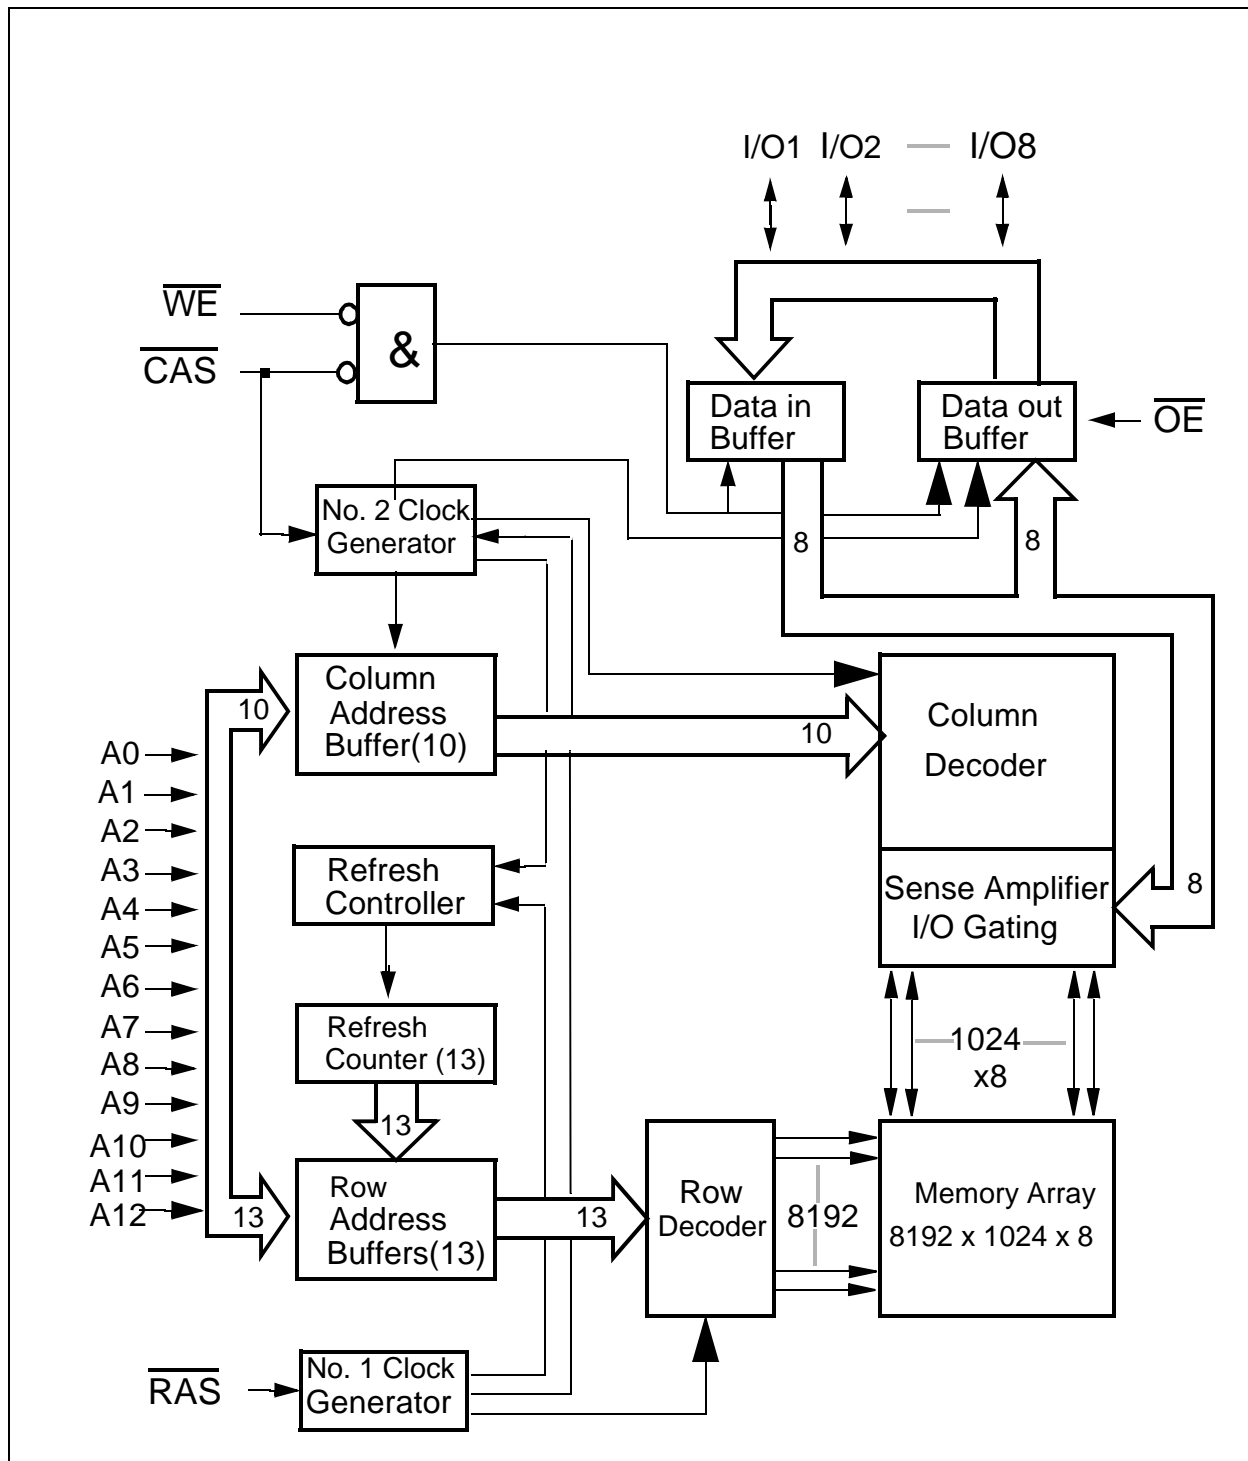 I/O1 I/O2 I/O8
WE
CAS
&
Data in
Buffer
Data out
Buffer
OE
No. 2 Clock
Generator
8
8
Column
Address
Buffer(10)
10
10
Column
Decoder
A0
A1
A2
A3
A4
A5
A6
A7
A8
A9
A10
A11
A12
Refresh
Controller
Sense Amplifier
I/O Gating
8
Refresh
Counter (13)
1024
x8
13
Row
Address
Buffers(13)
13
13
Row
Decoder
8192
Memory Array
8192 x 1024 x 8
RAS
No. 1 Clock
Generator